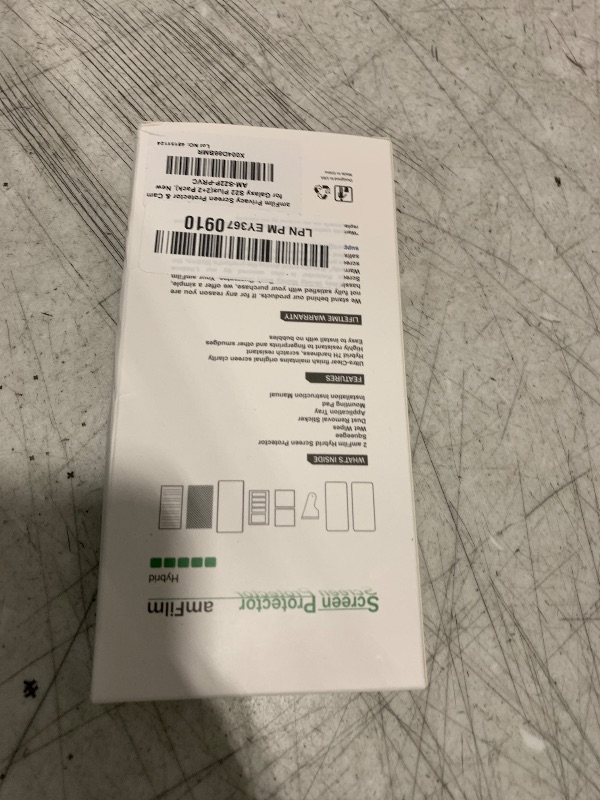 Screen Protector
amFilm
Hybrid
WHAT'S INSIDE
2 amFilm Hybrid Screen Protector
Squeegee
Wet Wipes
Dust Removal Sticker
Application Tray
Mounting Pad
Installation Instruction Manual
FEATURES
Ultra-Clear finish maintains original screen clarity
Hybrid 7H hardness, scratch resistant
Highly resistant to fingerprints and other smudges
Easy to install with no bubbles
LIFETIME WARRANTY
We stand behind our products. If for any reason you are
not fully satisfied with your purchase, we offer a simple,
LPN PM EY367 0910
amFilm Privacy Screen Protector & Cam
for Galaxy S22 Plus(2+2 Pack), New
AM-S22P-PRVC
X004D98BMR
Designed in USA
Made in China